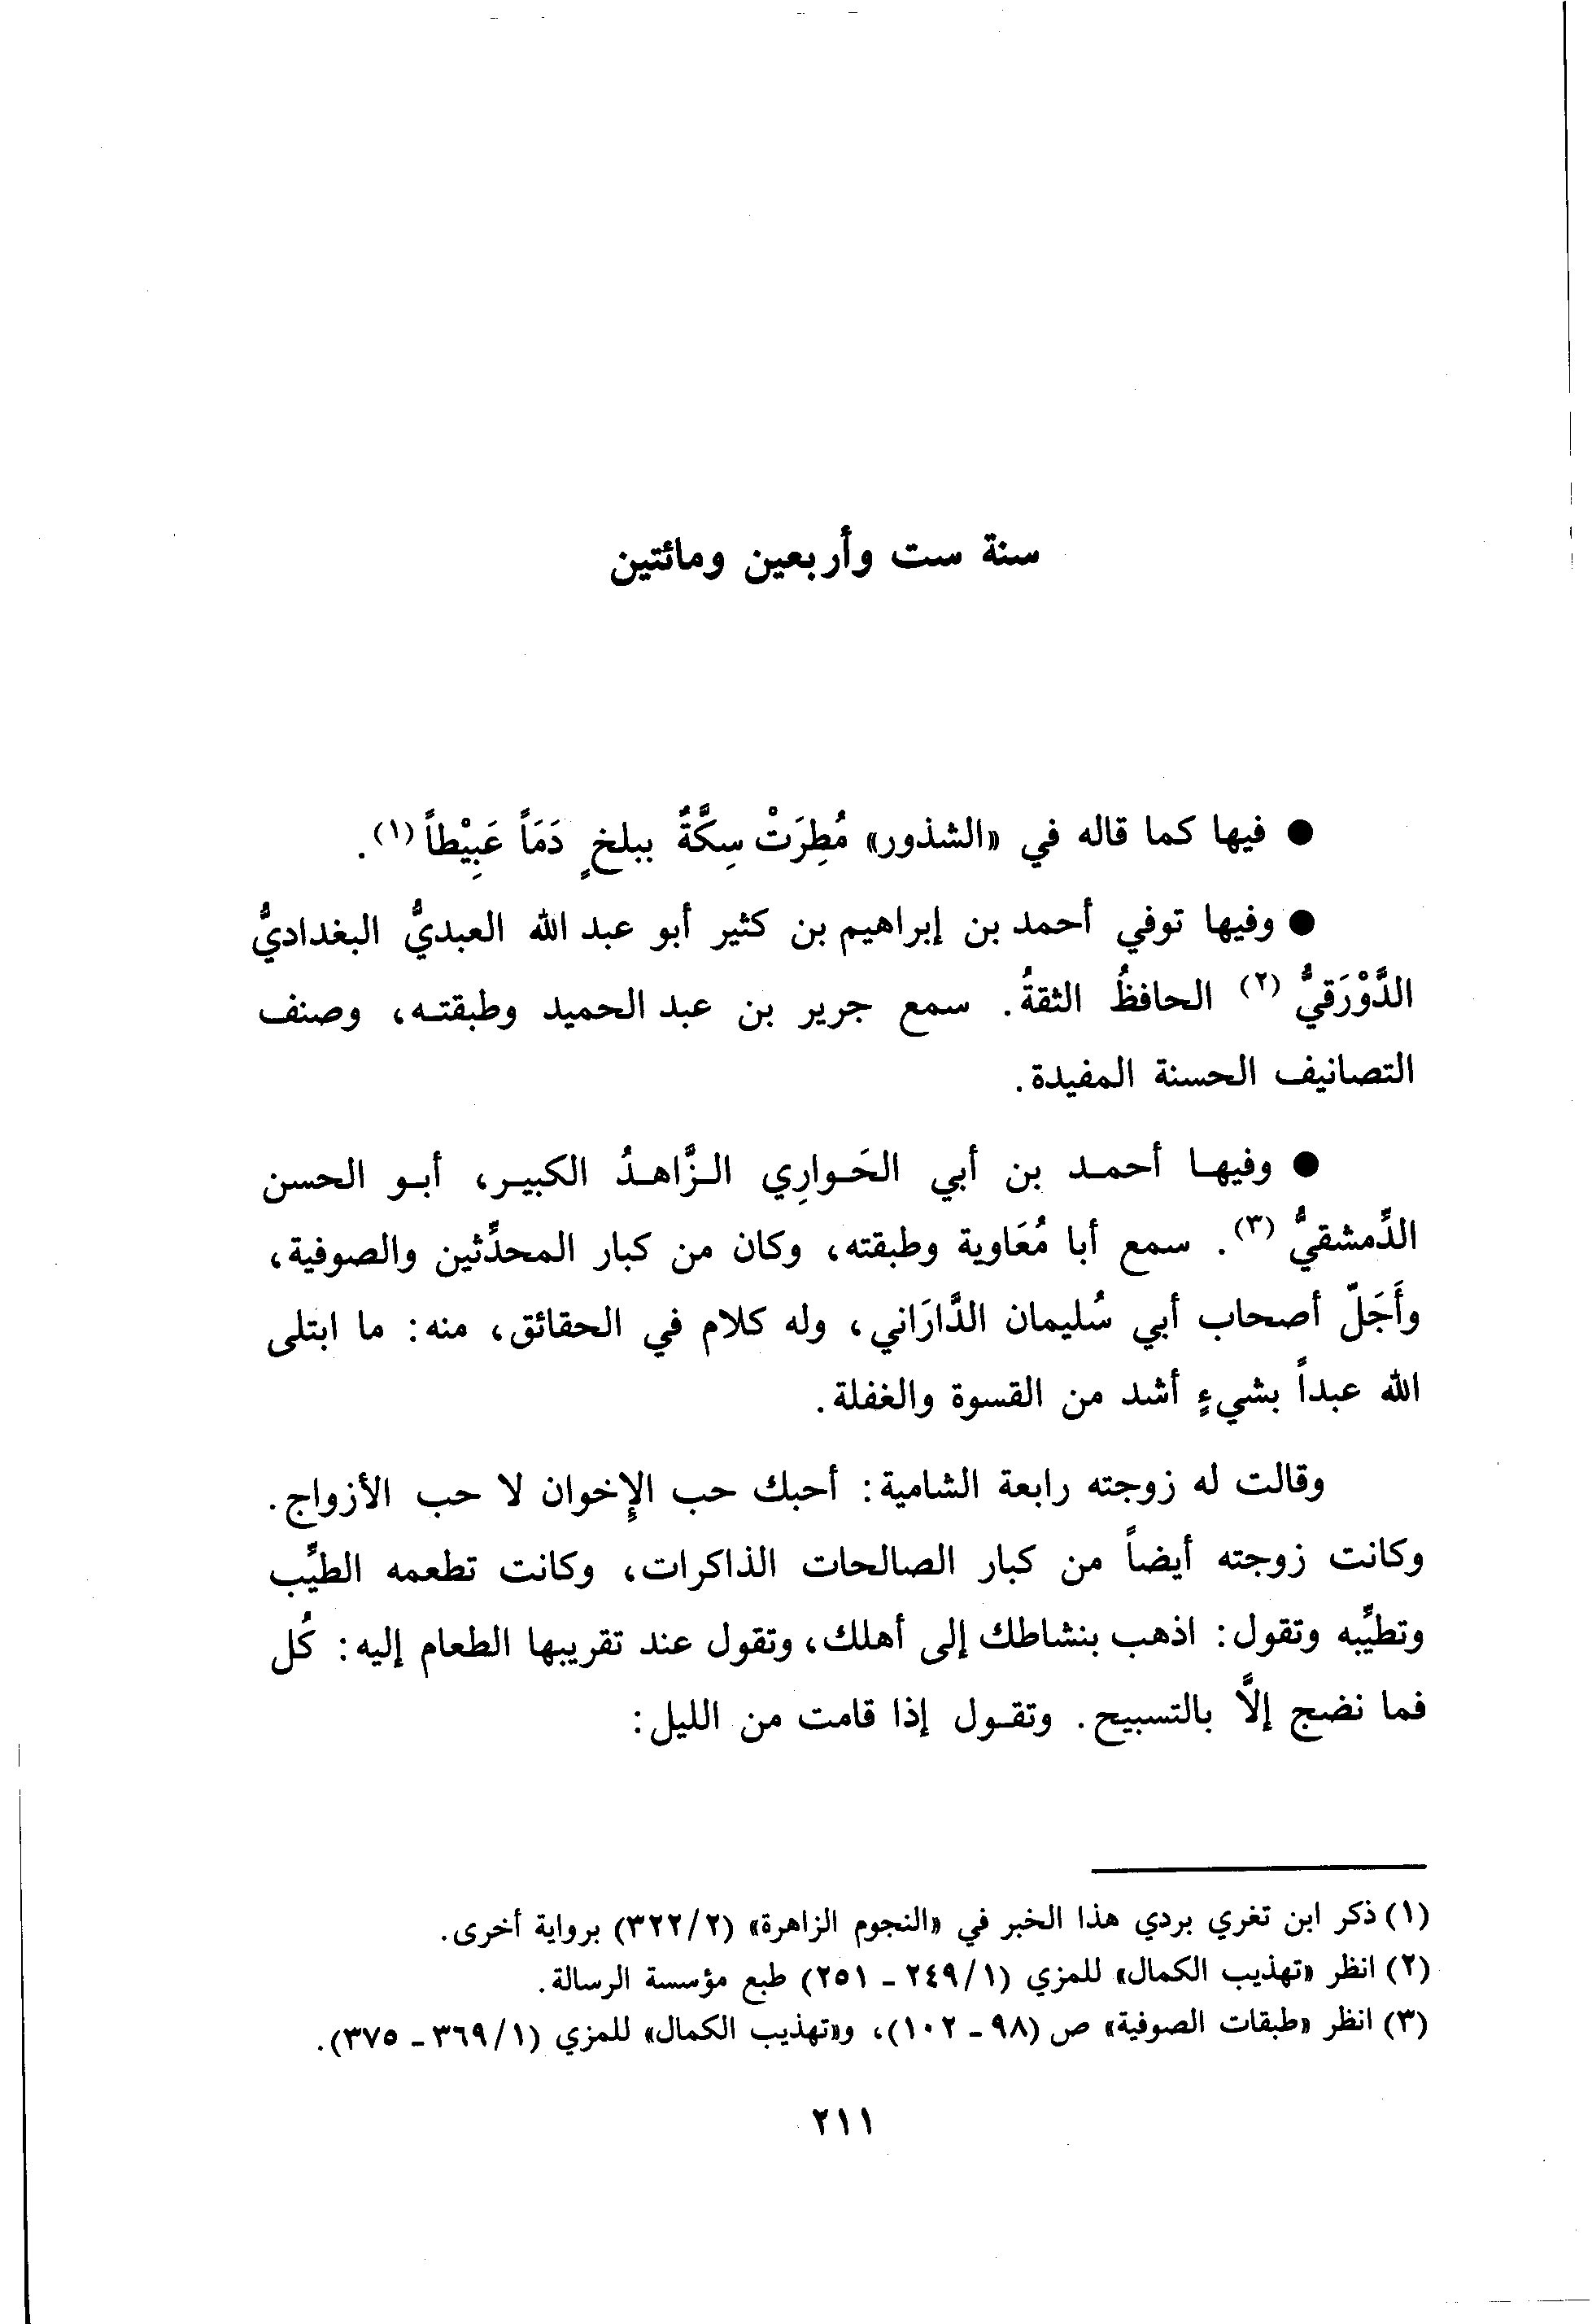 سنة ست وأربعين ومائتين
● فيها كما قاله في «الشذور» مُطِرَتْ سِكَّةٌ ببلخٍ دَمَاً عَبِيْطاً (١).
● وفيها توفي أحمد بن إبراهيم بن كثير أبو عبد الله العبديُّ البغداديُّ
الدَّوْرَقيُّ (٢) الحافظُ الثقةُ. سمع جرير بن عبد الحميد وطبقته، وصنف
التصانيف الحسنة المفيدة.
● وفيها أحمد بن أبي الحَوارِي الزَّاهدُ الكبير، أبو الحسن
الدِّمشقيُّ (٣). سمع أبا مُعَاوية وطبقته، وكان من كبار المحدِّثين والصوفية،
وأَجَلّ أصحاب أبي سُليمان الدَّارَاني، وله كلام في الحقائق، منه: ما ابتلى
الله عبداً بشيءٍ أشد من القسوة والغفلة.
وقالت له زوجته رابعة الشامية: أحبك حب الإِخوان لا حب الأزواج.
وكانت زوجته أيضاً من كبار الصالحات الذاكرات، وكانت تطعمه الطيِّب
وتطيِّبه وتقول: اذهب بنشاطك إلى أهلك، وتقول عند تقريبها الطعام إليه: كُل
فما نضج إلَّا بالتسبيح. وتقول إذا قامت من الليل:
(١) ذكر ابن تغري بردي هذا الخبر في «النجوم الزاهرة» (٣٢٢/٢) برواية أخرى.
(٢) انظر «تهذيب الكمال» للمزي (٢٤٩/١ - ٢٥١) طبع مؤسسة الرسالة.
(٣) انظر «طبقات الصوفية» ص (٩٨ - ١٠٢)، و«تهذيب الكمال» للمزي (٣٦٩/١ - ٣٧٥).
٢١١